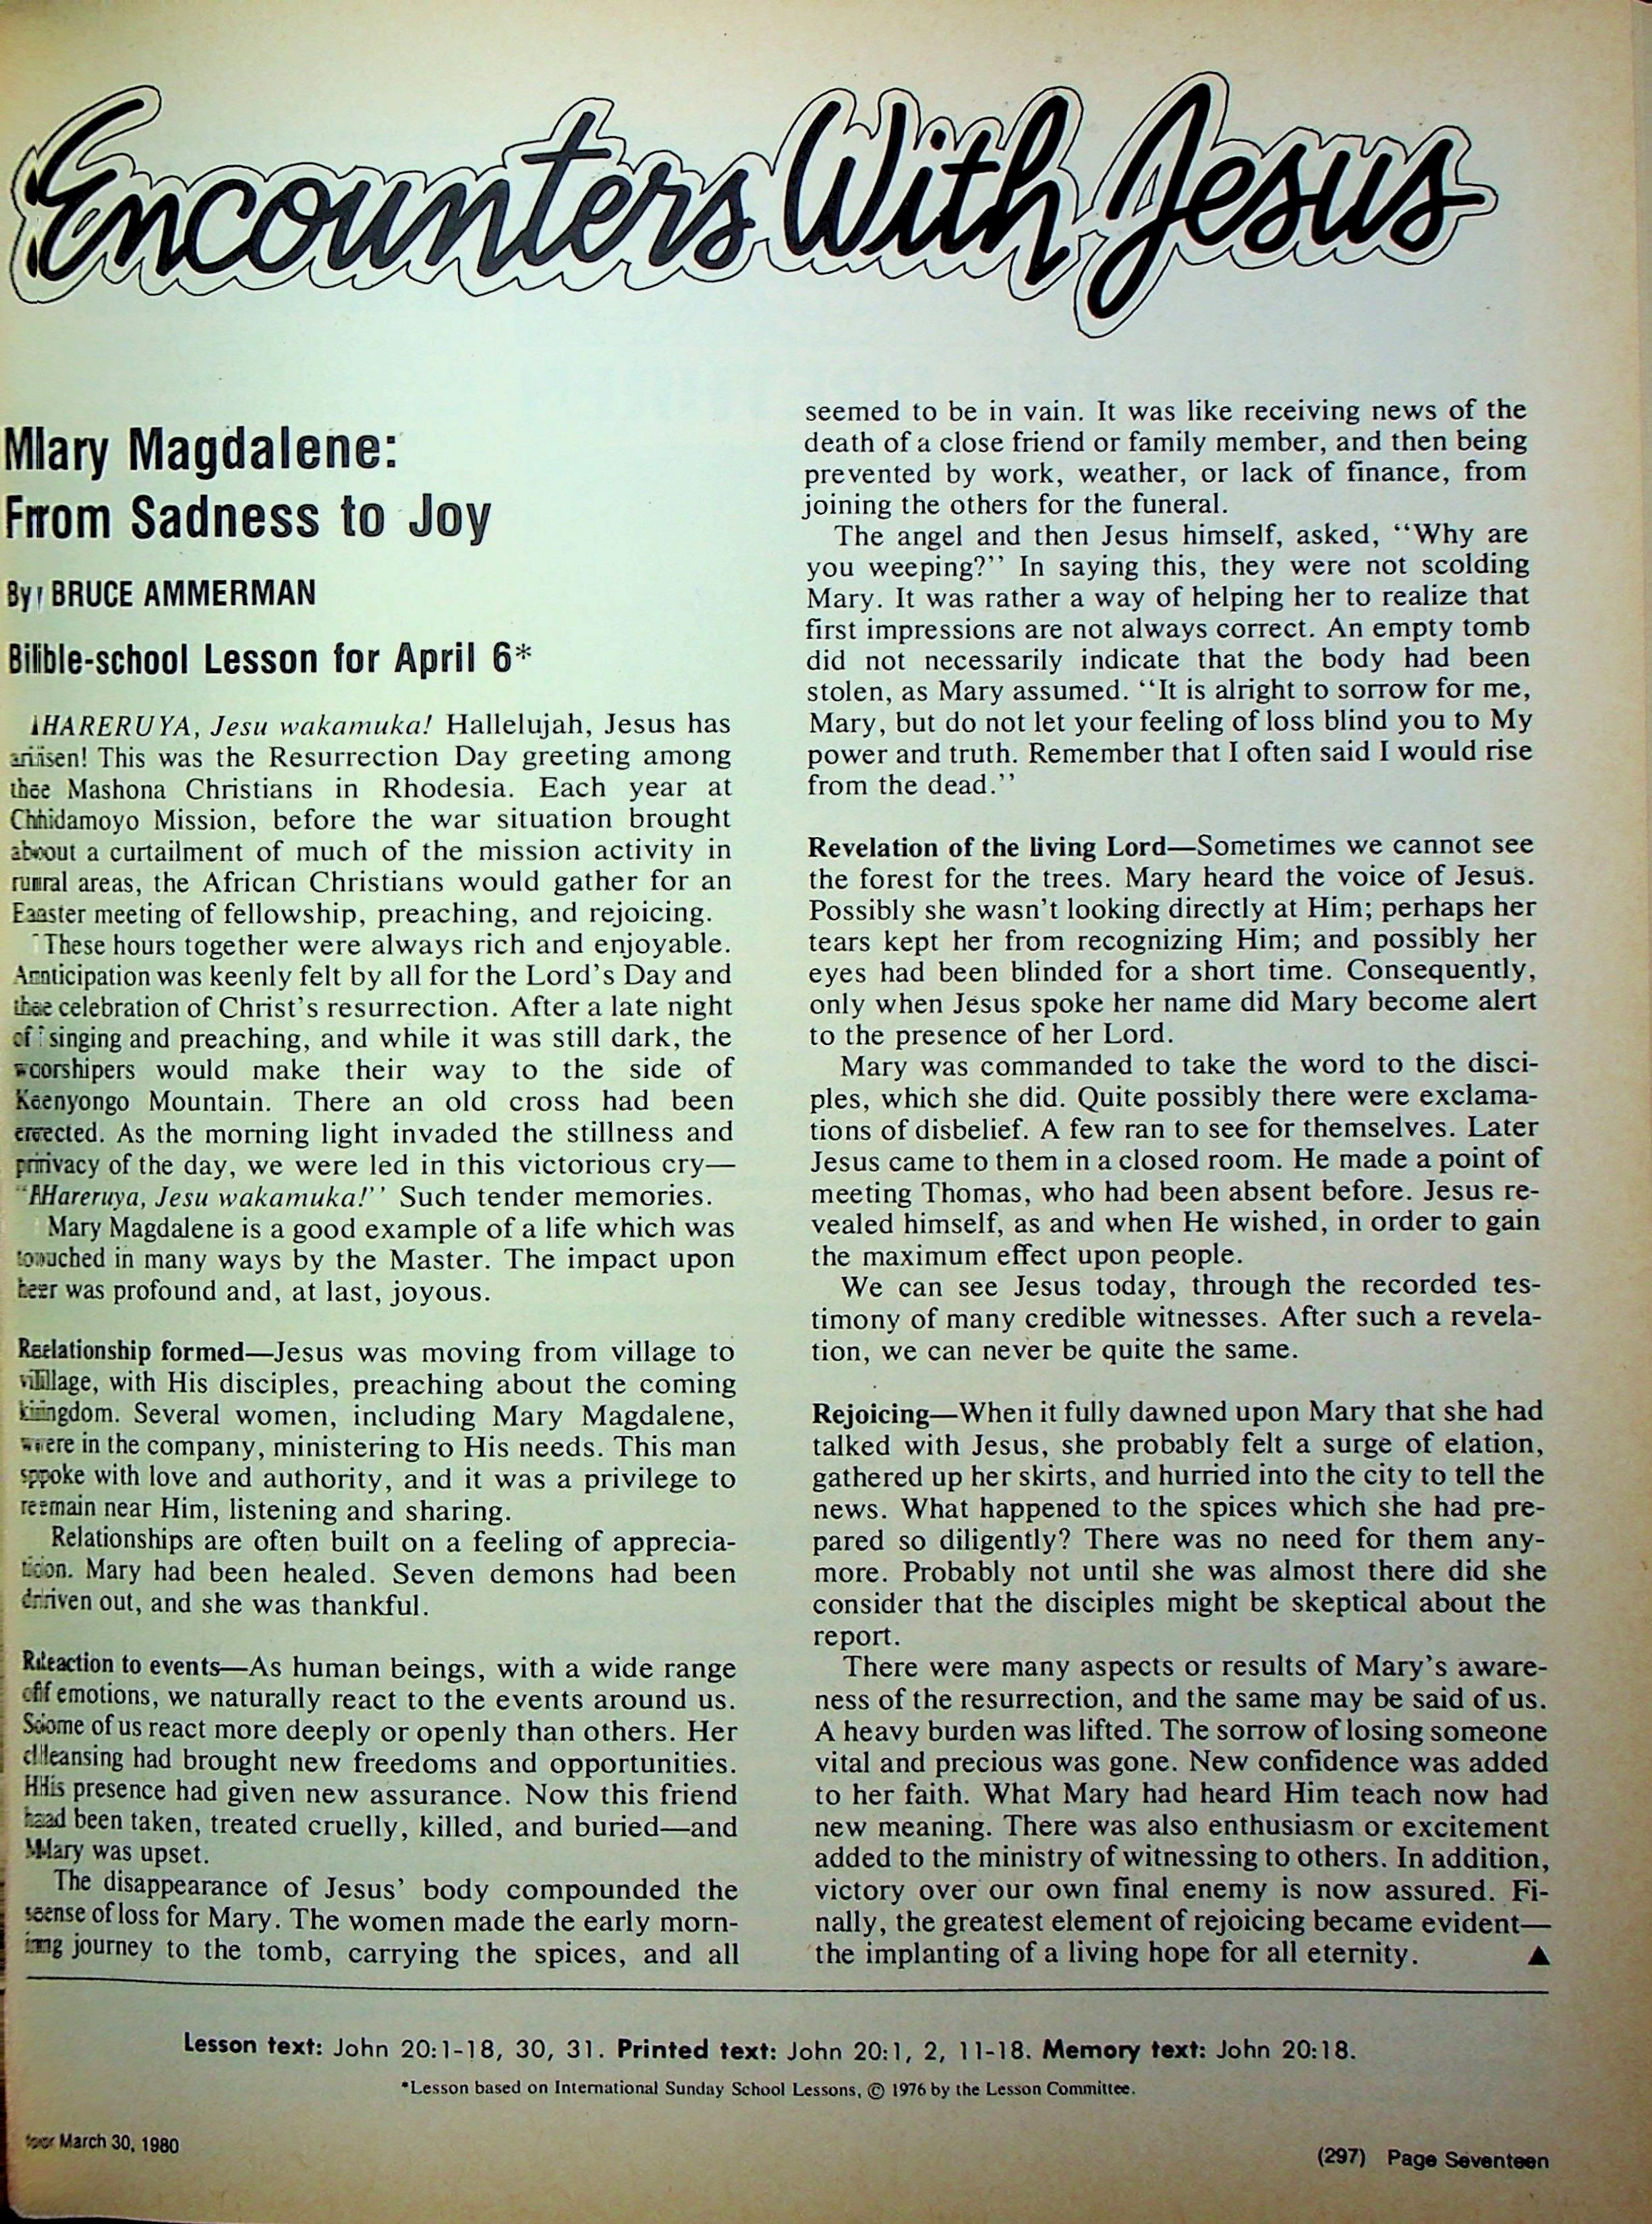 Encounters With Jesus
Mary Magdalene:
From Sadness to Joy
By BRUCE AMMERMAN
Bible-school Lesson for April 6*
HARERUYA, Jesu wakamuka! Hallelujah, Jesus has
arisen! This was the Resurrection Day greeting among
the Mashona Christians in Rhodesia. Each year at
Chidamoyo Mission, before the war situation brought
about a curtailment of much of the mission activity in
rural areas, the African Christians would gather for an
Easter meeting of fellowship, preaching, and rejoicing.
These hours together were always rich and enjoyable.
Anticipation was keenly felt by all for the Lord's Day and
the celebration of Christ's resurrection. After a late night
of singing and preaching, and while it was still dark, the
worshipers would make their way to the side of
Kenyongo Mountain. There an old cross had been
erected. As the morning light invaded the stillness and
privacy of the day, we were led in this victorious cry—
"Hareruya, Jesu wakamuka!" Such tender memories.
Mary Magdalene is a good example of a life which was
touched in many ways by the Master. The impact upon
her was profound and, at last, joyous.
Relationship formed—Jesus was moving from village to
village, with His disciples, preaching about the coming
kingdom. Several women, including Mary Magdalene,
were in the company, ministering to His needs. This man
spoke with love and authority, and it was a privilege to
remain near Him, listening and sharing.
Relationships are often built on a feeling of apprecia-
tion. Mary had been healed. Seven demons had been
driven out, and she was thankful.
Reaction to events—As human beings, with a wide range
of emotions, we naturally react to the events around us.
Some of us react more deeply or openly than others. Her
cleansing had brought new freedoms and opportunities.
His presence had given new assurance. Now this friend
had been taken, treated cruelly, killed, and buried—and
Mary was upset.
The disappearance of Jesus' body compounded the
sense of loss for Mary. The women made the early morn-
ing journey to the tomb, carrying the spices, and all
seemed to be in vain. It was like receiving news of the
death of a close friend or family member, and then being
prevented by work, weather, or lack of finance, from
joining the others for the funeral.
The angel and then Jesus himself, asked, "Why are
you weeping?" In saying this, they were not scolding
Mary. It was rather a way of helping her to realize that
first impressions are not always correct. An empty tomb
did not necessarily indicate that the body had been
stolen, as Mary assumed. "It is alright to sorrow for me,
Mary, but do not let your feeling of loss blind you to My
power and truth. Remember that I often said I would rise
from the dead."
Revelation of the living Lord—Sometimes we cannot see
the forest for the trees. Mary heard the voice of Jesus.
Possibly she wasn't looking directly at Him; perhaps her
tears kept her from recognizing Him; and possibly her
eyes had been blinded for a short time. Consequently,
only when Jesus spoke her name did Mary become alert
to the presence of her Lord.
Mary was commanded to take the word to the disci-
ples, which she did. Quite possibly there were exclama-
tions of disbelief. A few ran to see for themselves. Later
Jesus came to them in a closed room. He made a point of
meeting Thomas, who had been absent before. Jesus re-
vealed himself, as and when He wished, in order to gain
the maximum effect upon people.
We can see Jesus today, through the recorded tes-
timony of many credible witnesses. After such a revela-
tion, we can never be quite the same.
Rejoicing—When it fully dawned upon Mary that she had
talked with Jesus, she probably felt a surge of elation,
gathered up her skirts, and hurried into the city to tell the
news. What happened to the spices which she had pre-
pared so diligently? There was no need for them any-
more. Probably not until she was almost there did she
consider that the disciples might be skeptical about the
report.
There were many aspects or results of Mary's aware-
ness of the resurrection, and the same may be said of us.
A heavy burden was lifted. The sorrow of losing someone
vital and precious was gone. New confidence was added
to her faith. What Mary had heard Him teach now had
new meaning. There was also enthusiasm or excitement
added to the ministry of witnessing to others. In addition,
victory over our own final enemy is now assured. Fi-
nally, the greatest element of rejoicing became evident—
the implanting of a living hope for all eternity. ▲
Lesson text: John 20:1-18, 30, 31. Printed text: John 20:1, 2, 11-18. Memory text: John 20:18.
*Lesson based on International Sunday School Lessons, © 1976 by the Lesson Committee.
for March 30, 1980
(297) Page Seventeen